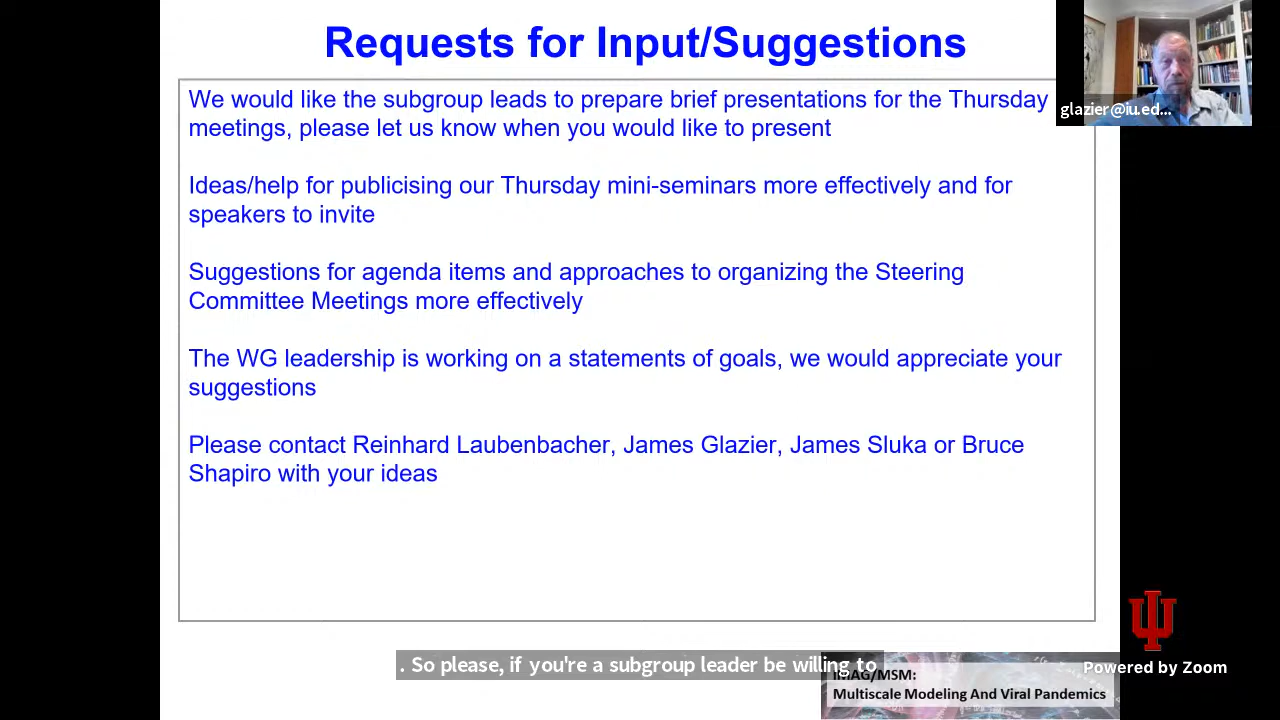 Requests for Input/Suggestions
We would like the subgroup leads to prepare brief presentations for the Thursday
meetings, please let us know when you would like to present
Ideas/help for publicising our Thursday mini-seminars more effectively and for
speakers to invite
Suggestions for agenda items and approaches to organizing the Steering
Committee Meetings more effectively
The WG leadership is working on a statements of goals, we would appreciate your
suggestions
Please contact Reinhard Laubenbacher, James Glazier, James Sluka or Bruce
Shapiro with your ideas
glazier@iu.ed...
. So please, if you're a subgroup leader be willing to
IMAG/MSM:
Multiscale Modeling And Viral Pandemics
Powered by Zoom